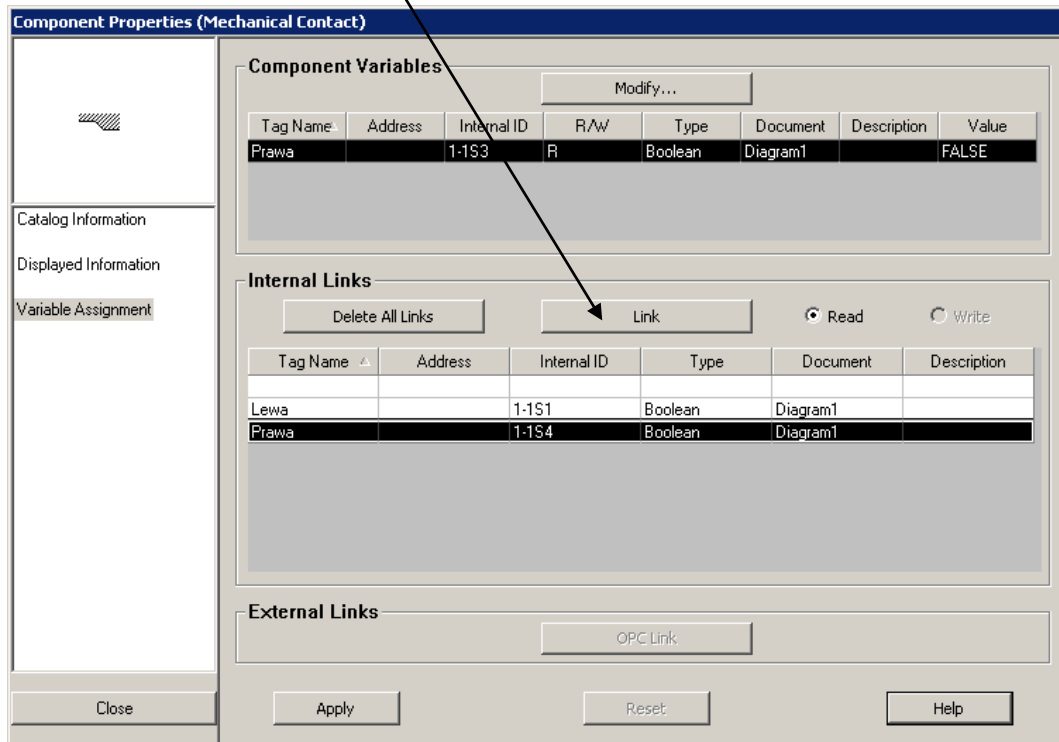 Component Properties (Mechanical Contact)
Catalog Information
Displayed Information
Variable Assignment
Close
Component Variables
Modify...
Tag Name Address Internal ID R/W Type Document Description Value
Prawa 1-1S3 R Boolean Diagram1 FALSE
Internal Links
Delete All Links Link Read Write
Tag Name Address Internal ID Type Document Description
Lewa 1-1S1 Boolean Diagram1
Prawa 1-1S4 Boolean Diagram1
External Links
OPC Link
Apply Reset Help